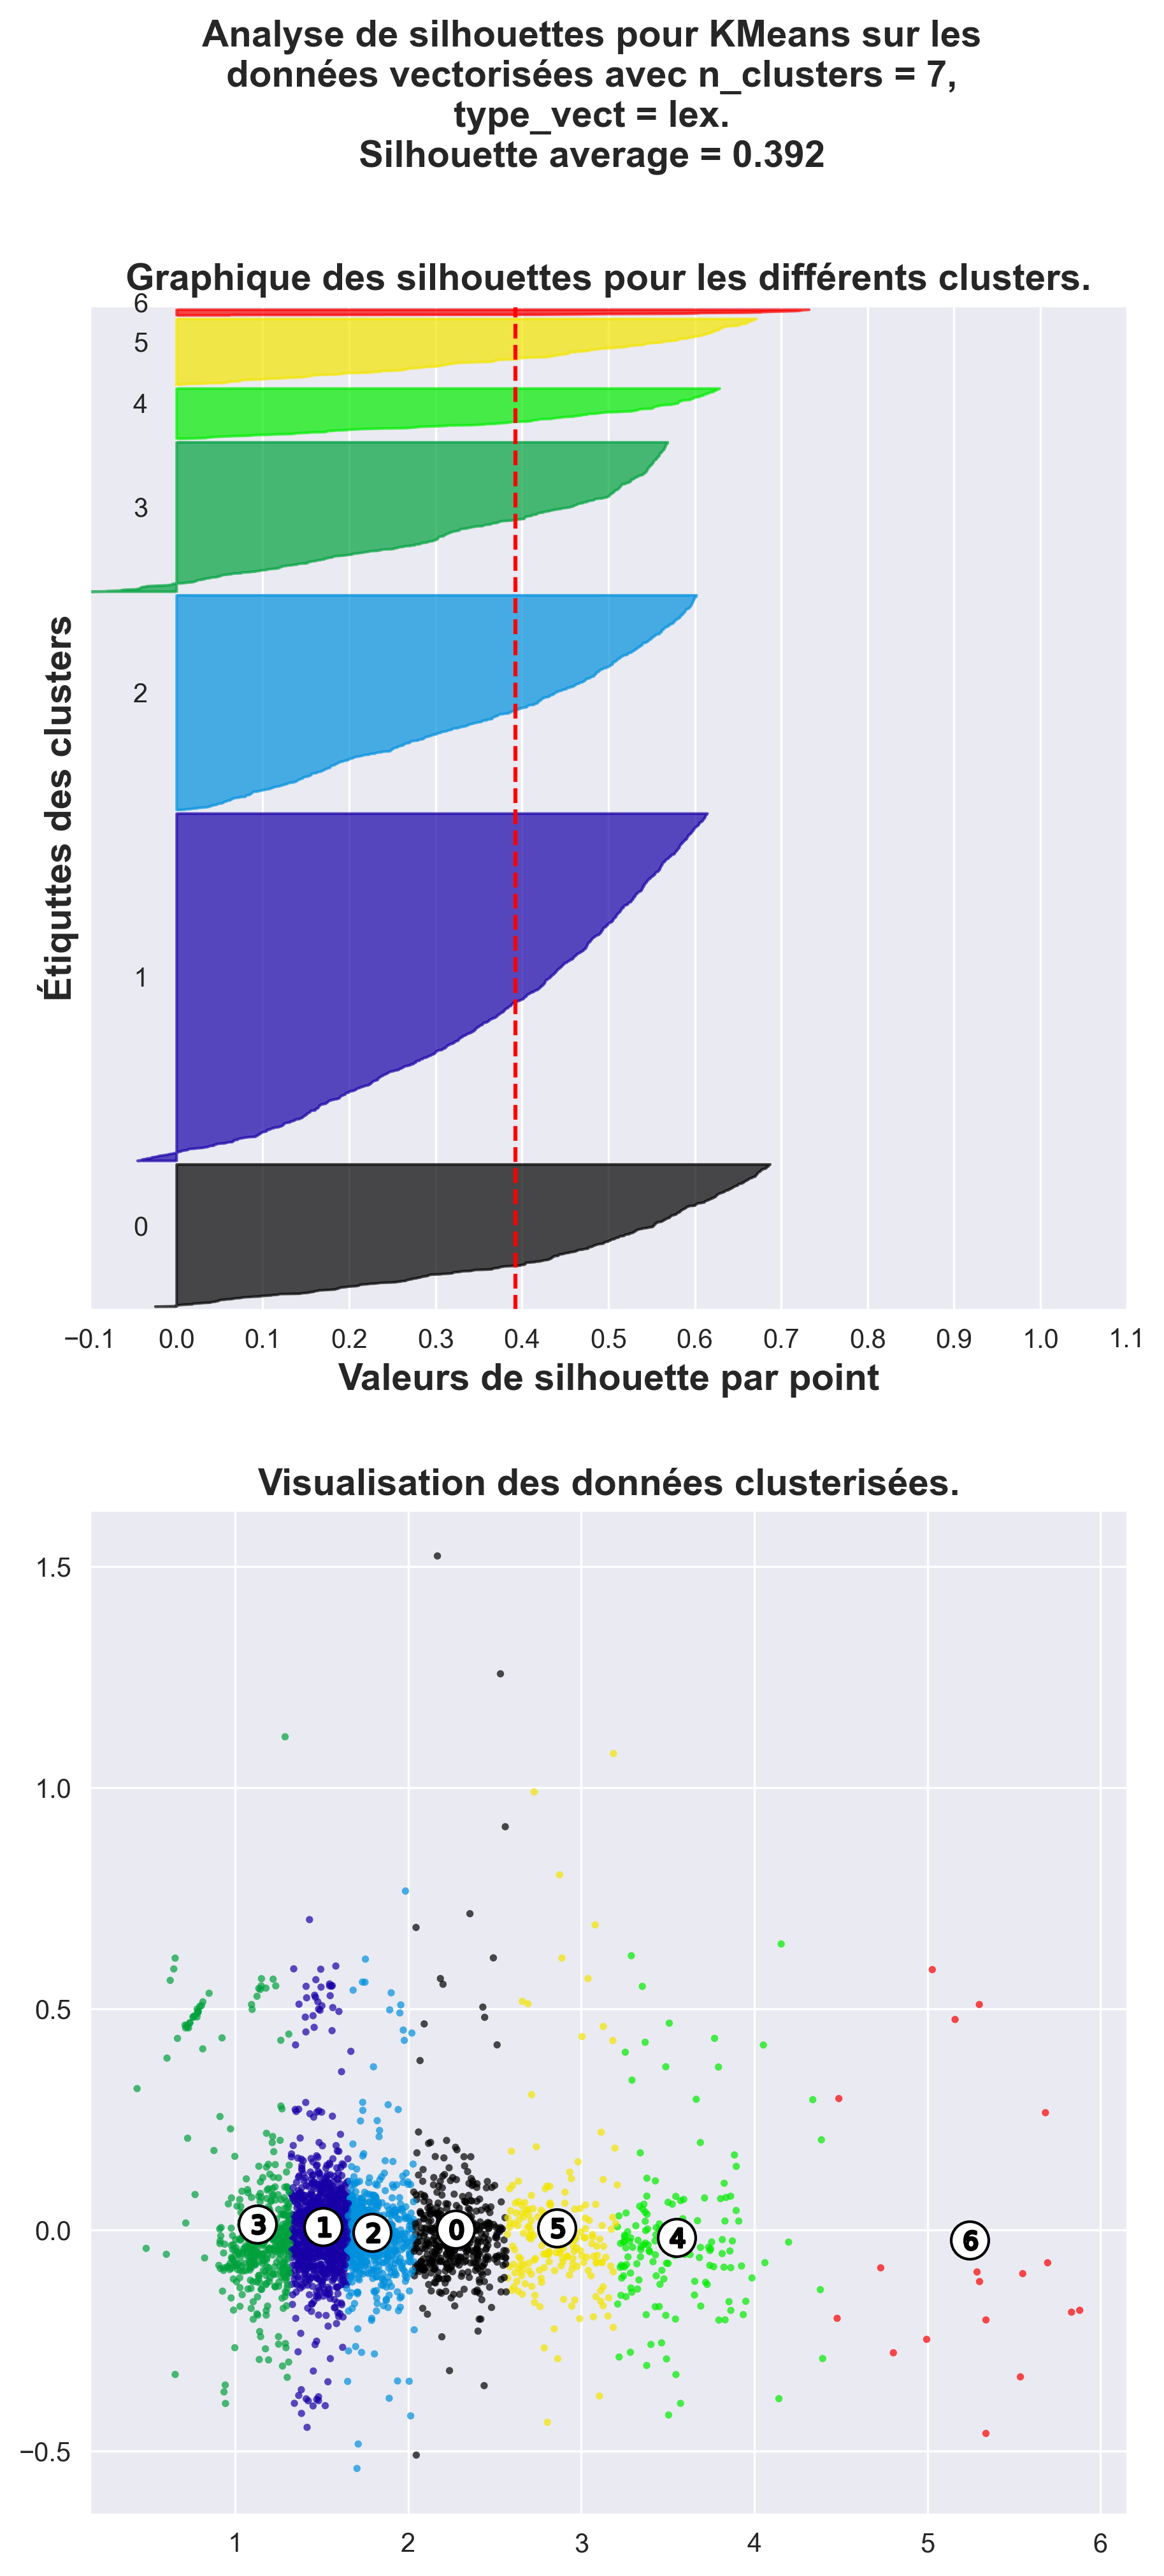 Analyse de silhouettes pour KMeans sur les
données vectorisées avec n_clusters = 7,
type_vect = lex.
Silhouette average = 0.392
Graphique des silhouettes pour les différents clusters.
6
5
4
3
2
1
0
Étiquttes des clusters
−0.1 0.0 0.1 0.2 0.3 0.4 0.5 0.6 0.7 0.8 0.9 1.0 1.1
Valeurs de silhouette par point
Visualisation des données clusterisées.
1.5
1.0
0.5
0.0
−0.5
3 1 2 0 5 4 6
1 2 3 4 5 6